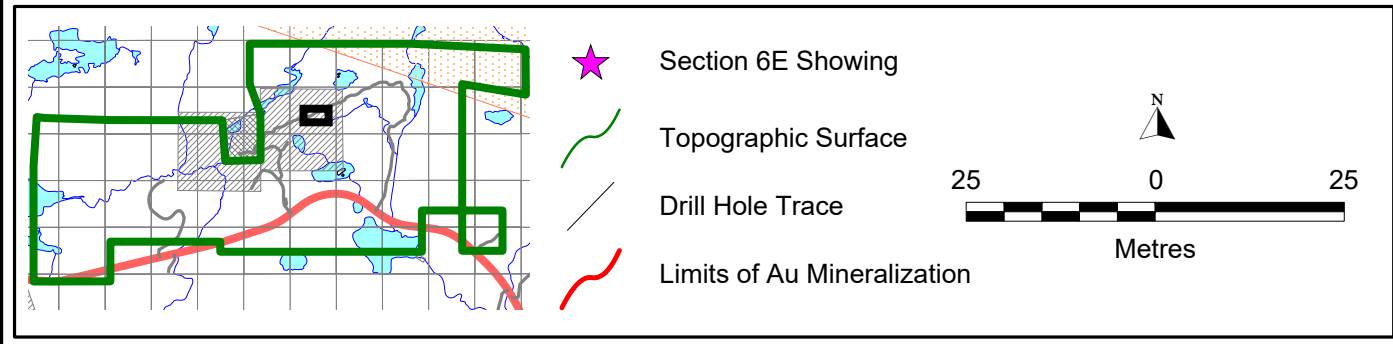 Section 6E Showing
Topographic Surface
Drill Hole Trace
Limits of Au Mineralization
N
25 0 25
Metres